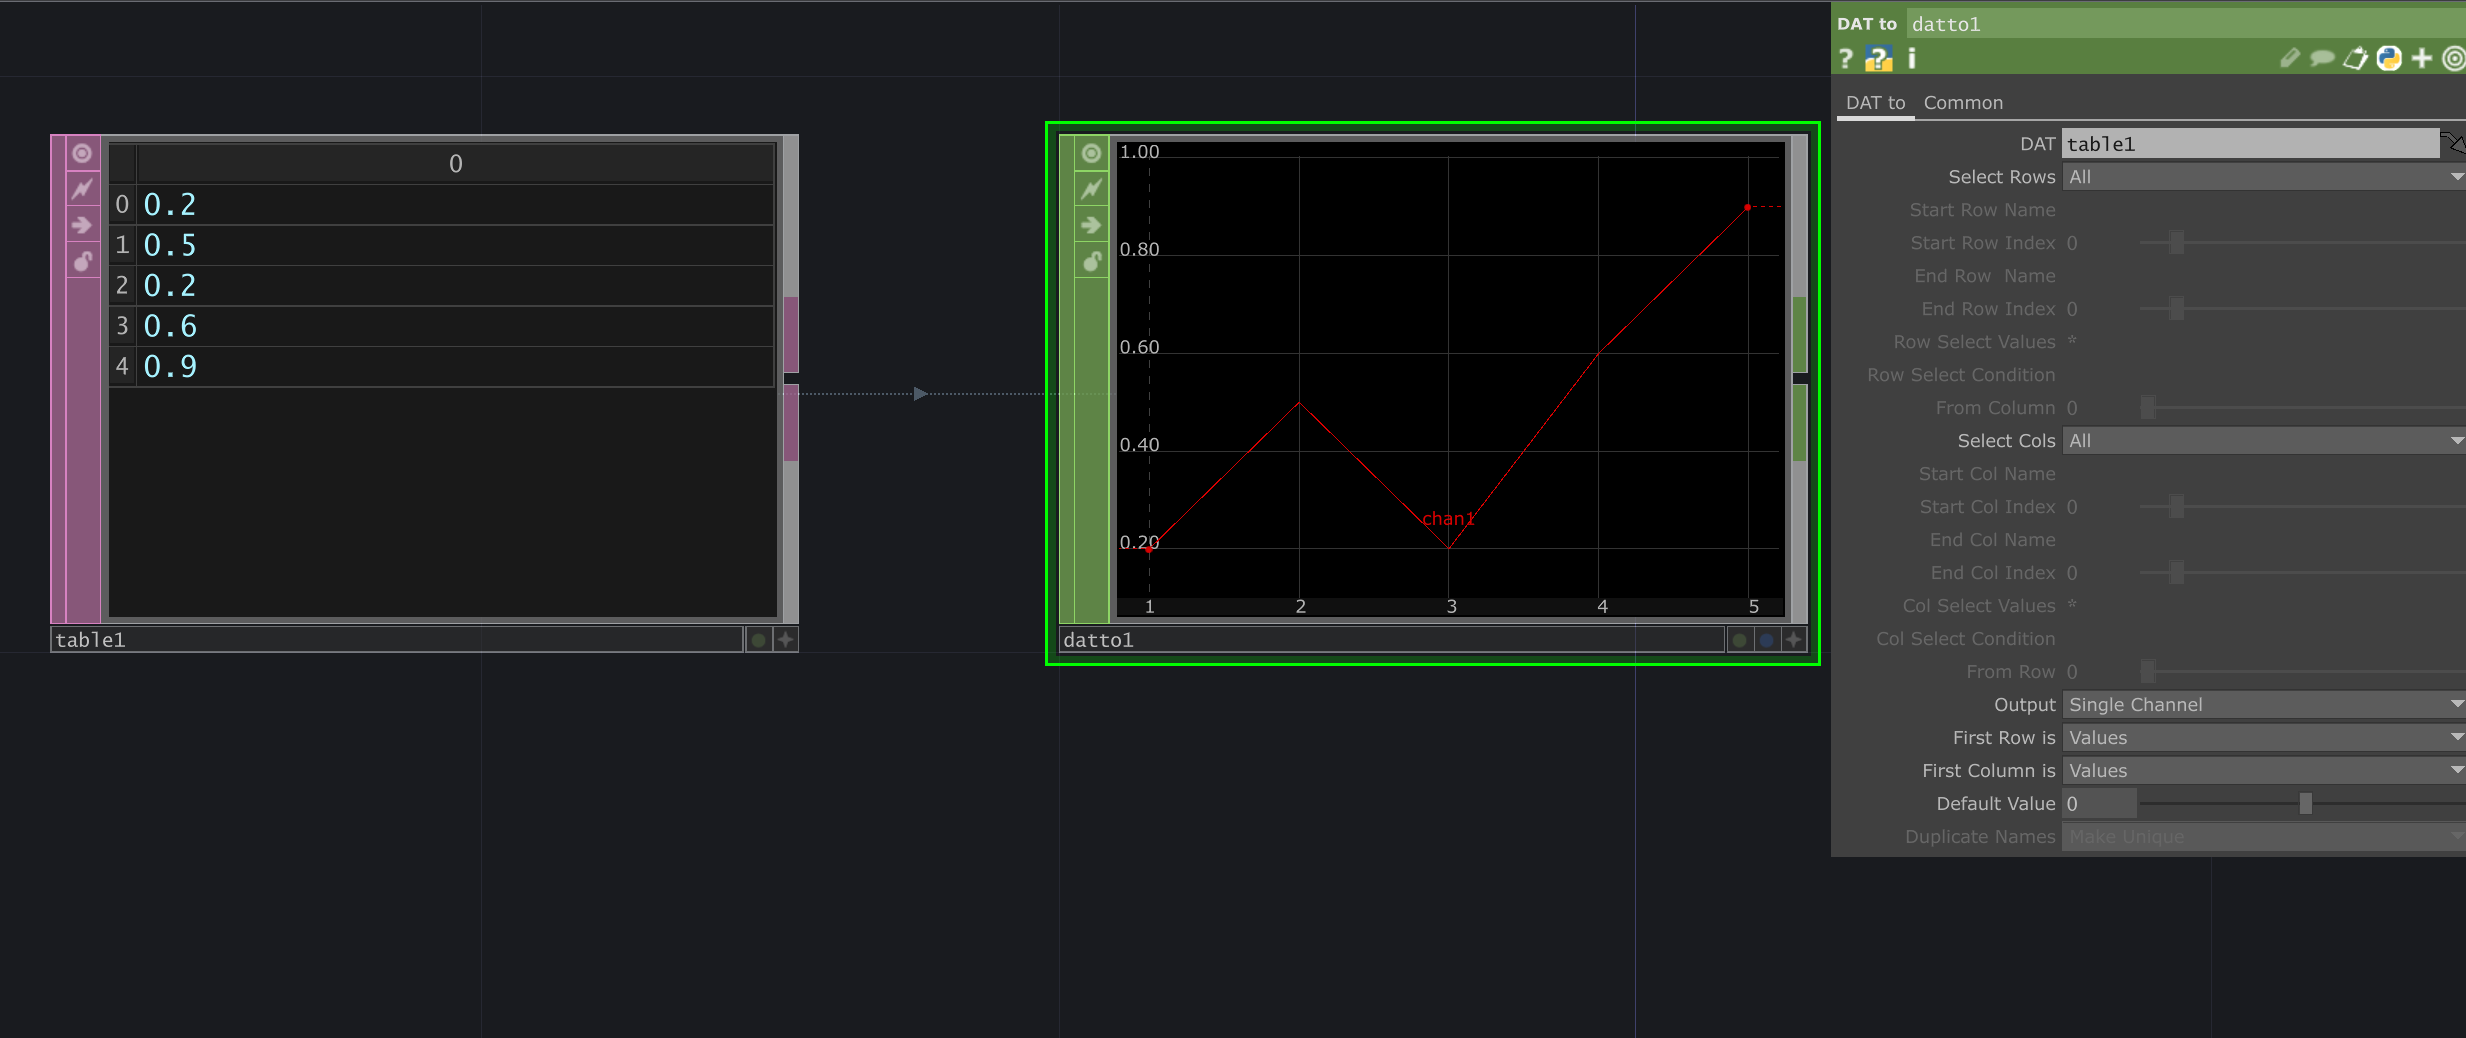 0
0 0.2
1 0.5
2 0.2
3 0.6
4 0.9
table1
1.00
0.80
0.60
0.40
0.20
chan1
1 2 3 4 5
datto1
DAT to datto1
? ? i
DAT to Common
DAT table1
Select Rows All
Start Row Name
Start Row Index 0
End Row Name
End Row Index 0
Row Select Values *
Row Select Condition
From Column 0
Select Cols All
Start Col Name
Start Col Index 0
End Col Name
End Col Index 0
Col Select Values *
Col Select Condition
From Row 0
Output Single Channel
First Row is Values
First Column is Values
Default Value 0
Duplicate Names Make Unique